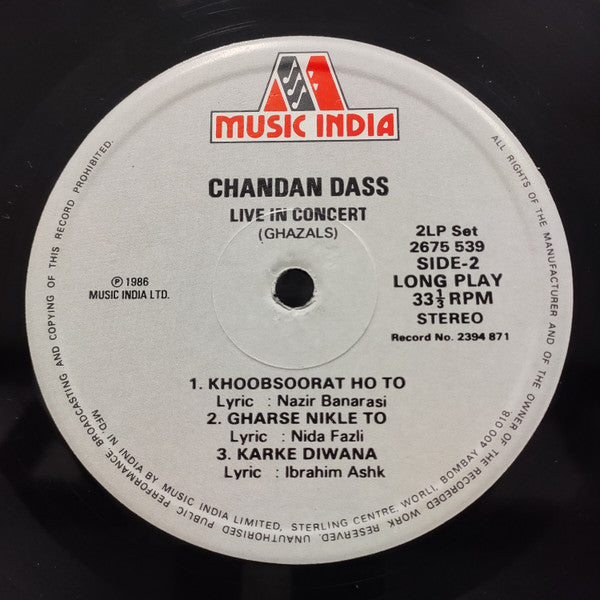 MUSIC INDIA
CHANDAN DASS
LIVE IN CONCERT
(GHAZALS)
℗ 1986
MUSIC INDIA LTD.
2LP Set
2675 539
SIDE-2
LONG PLAY
33⅓ RPM
STEREO
Record No. 2394 871
1. KHOOBSOORAT HO TO
Lyric : Nazir Banarasi
2. GHARSE NIKLE TO
Lyric : Nida Fazli
3. KARKE DIWANA
Lyric : Ibrahim Ashk
MFD. IN INDIA BY MUSIC INDIA LIMITED, STERLING CENTRE, WORLI, BOMBAY 400 018.
ALL RIGHTS OF THE MANUFACTURER AND OF THE OWNER OF THE RECOREDED WORK RESERVED. UNAUTHORISED PUBLIC PERFORMANCE BROADCASTING AND COPYING OF THIS RECORD PROHIBITED.